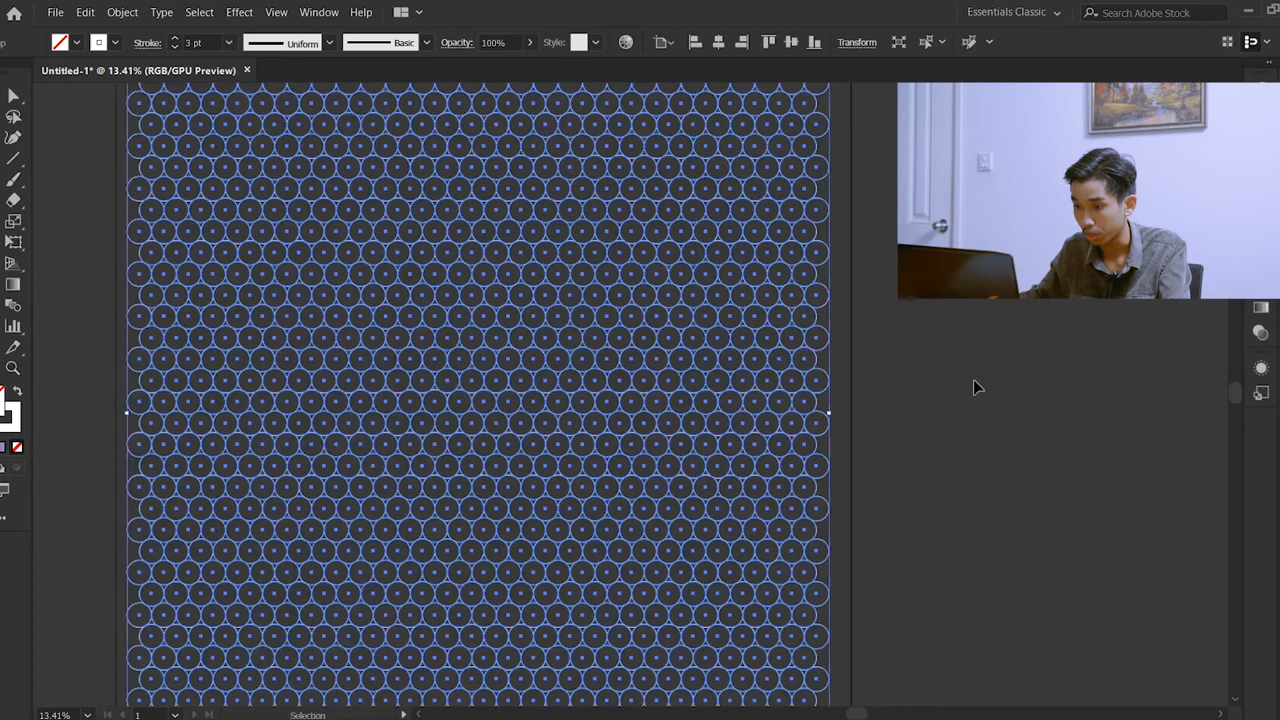 File Edit Object Type Select Effect View Window Help Essentials Classic Search Adobe Stock
Stroke: 3 pt Uniform Basic Opacity: 100% Style: Transform
Untitled-1* @ 13.41% (RGB/GPU Preview)
13.41% 1 Selection